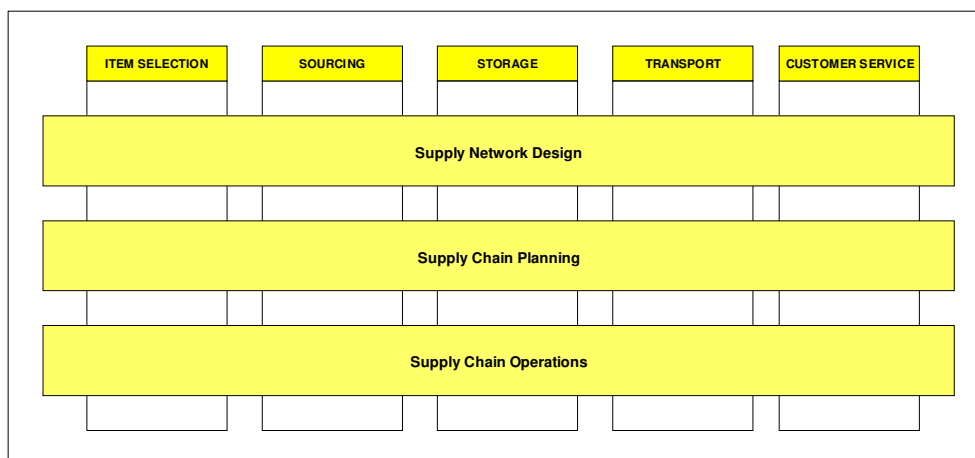 ITEM SELECTION
SOURCING
STORAGE
TRANSPORT
CUSTOMER SERVICE
Supply Network Design
Supply Chain Planning
Supply Chain Operations